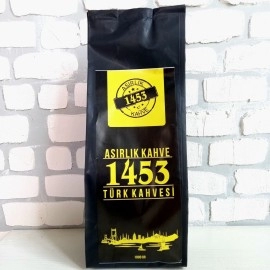 ASIRLIK
1453
KAHVE
ASIRLIK KAHVE
1453
TÜRK KAHVESİ